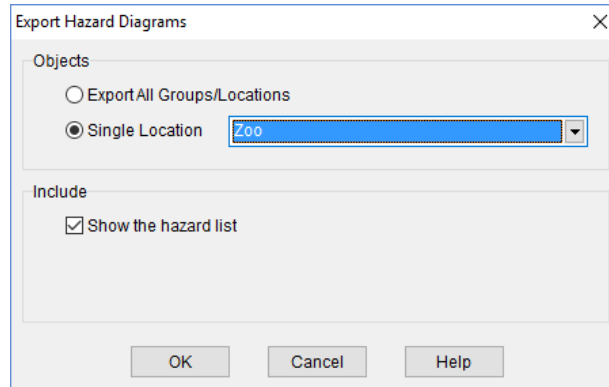 Export Hazard Diagrams
Objects
Export All Groups/Locations
Single Location Zoo
Include
Show the hazard list
OK Cancel Help